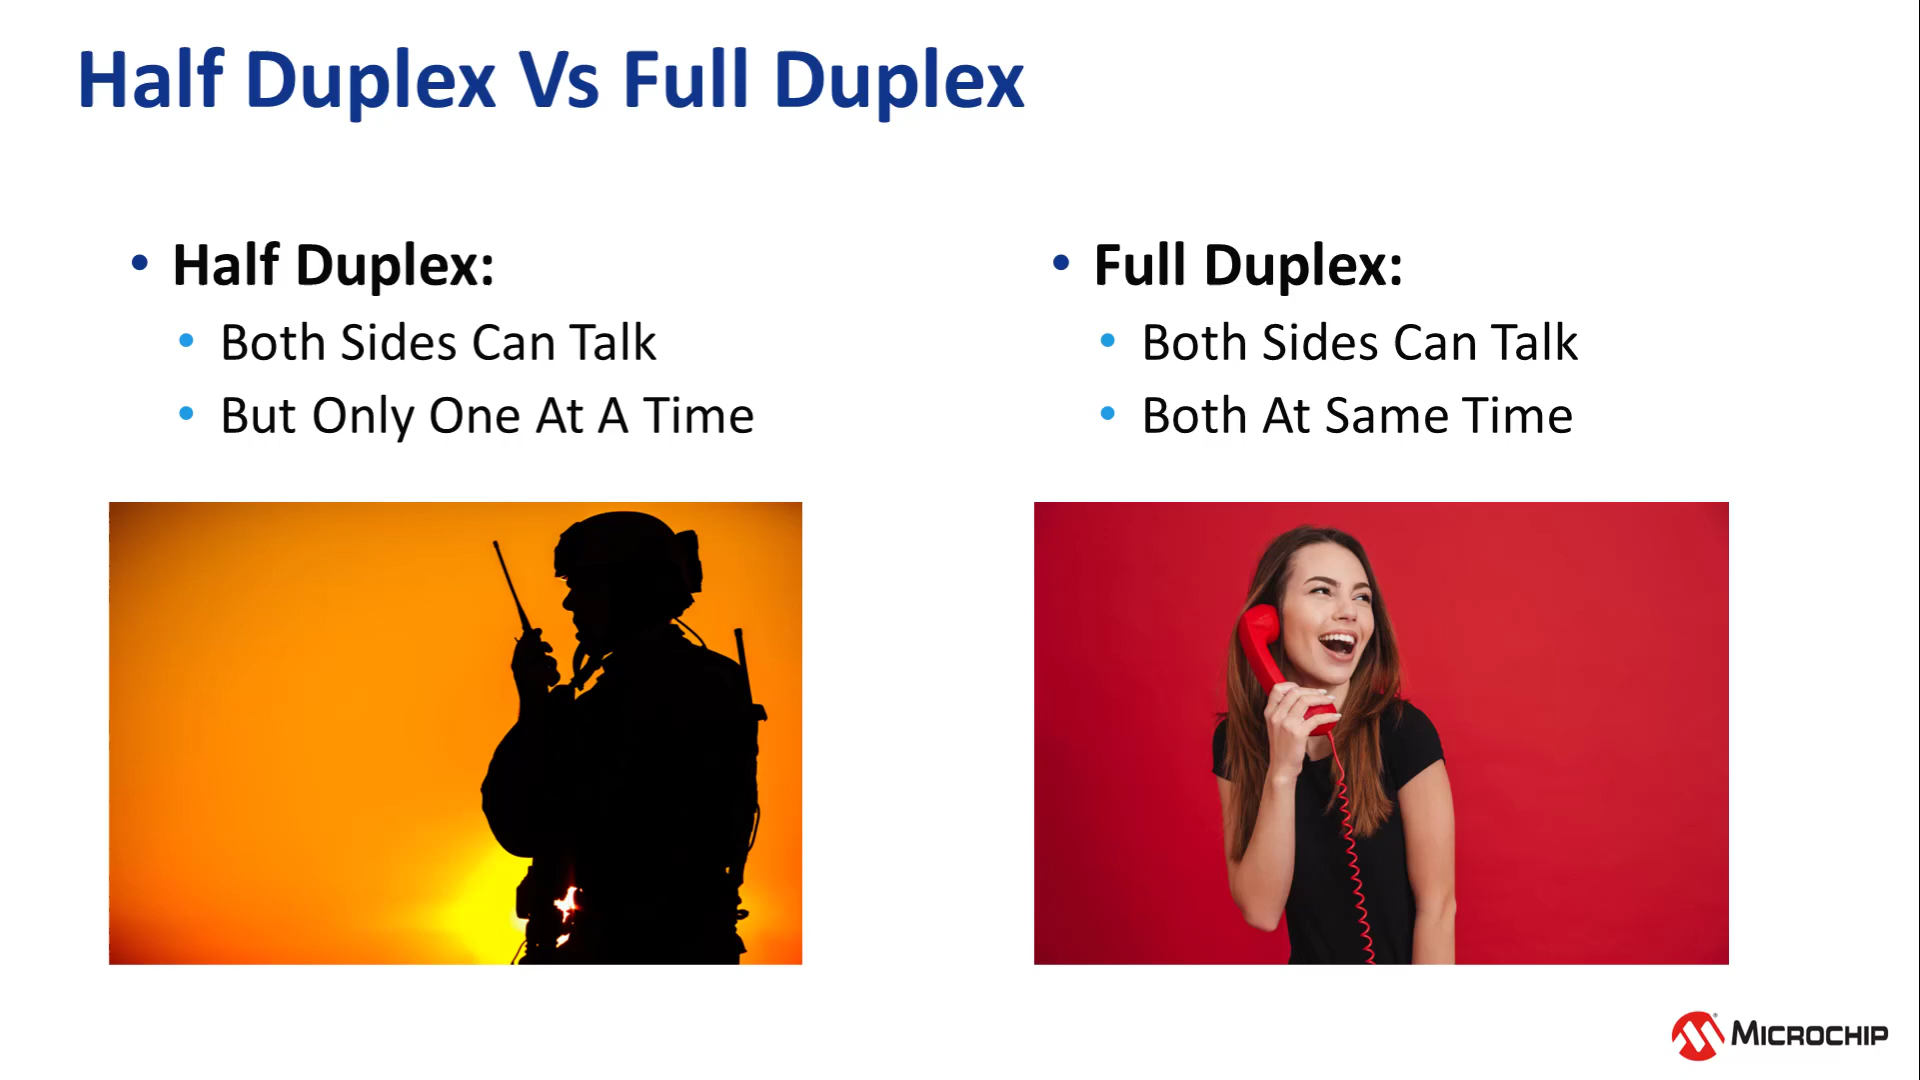 Half Duplex Vs Full Duplex
• Half Duplex:
• Both Sides Can Talk
• But Only One At A Time
• Full Duplex:
• Both Sides Can Talk
• Both At Same Time
MICROCHIP